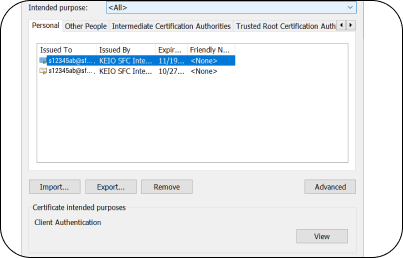 Intended purpose: <All>
Personal Other People Intermediate Certification Authorities Trusted Root Certification Auth
Issued To Issued By Expir... Friendly N...
s12345ab@sf... , KEIO SFC Inte... 11/19... <None>
s12345ab@sf... , KEIO SFC Inte... 10/27... <None>
Import... Export... Remove Advanced
Certificate intended purposes
Client Authentication
View